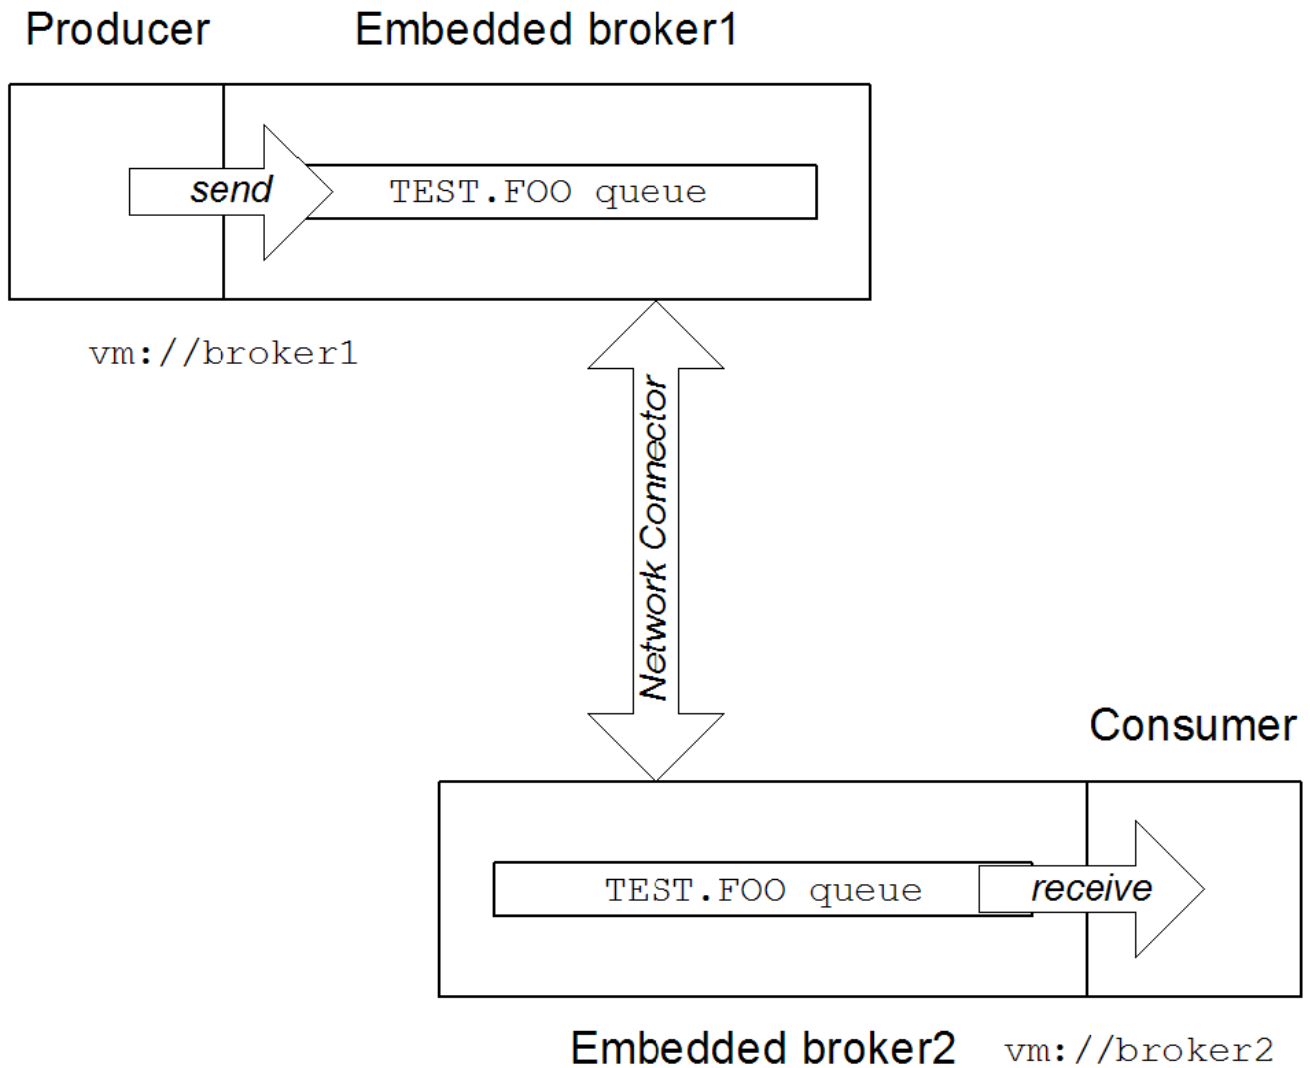 Producer
Embedded broker1
send
TEST.FOO queue
vm://broker1
Network Connector
Consumer
TEST.FOO queue
receive
Embedded broker2
vm://broker2